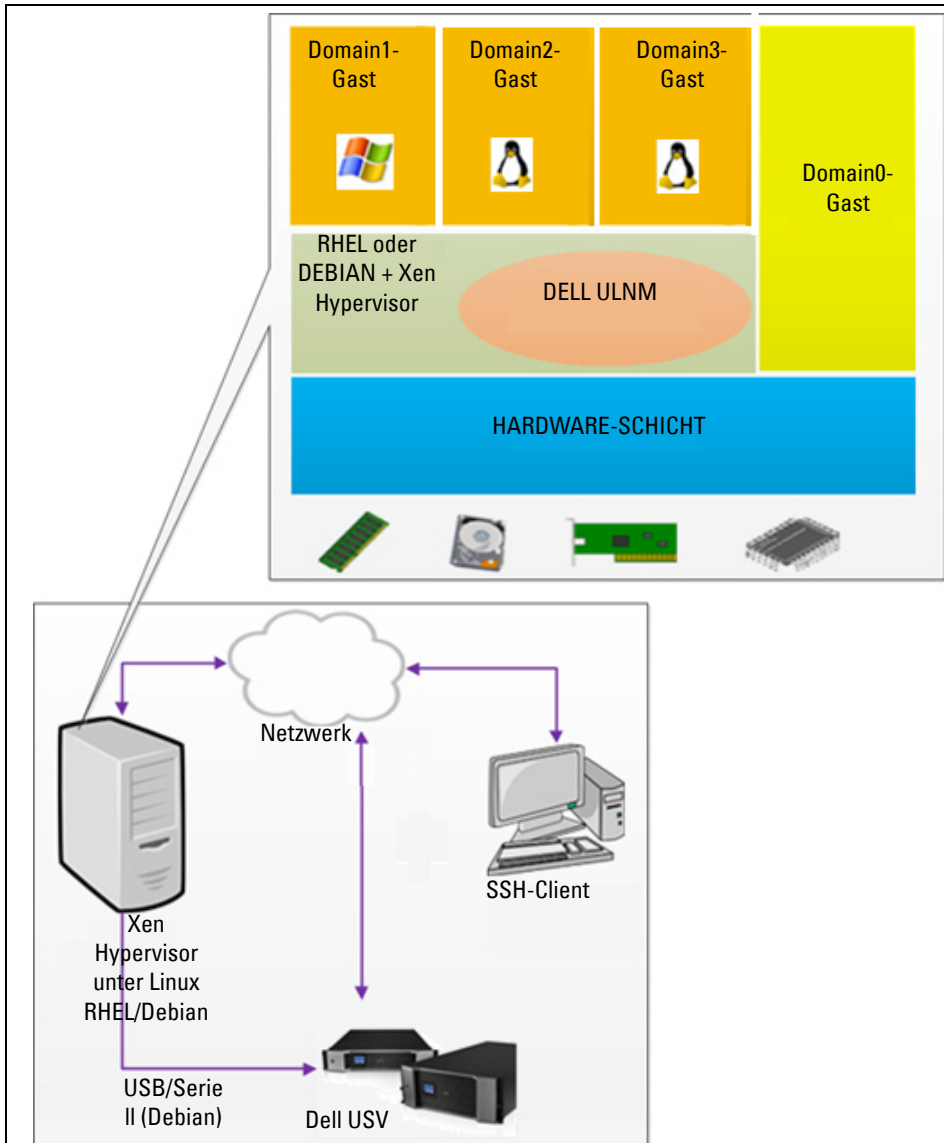 Domain1-
Gast
Domain2-
Gast
Domain3-
Gast
Domain0-
Gast
RHEL oder
DEBIAN + Xen
Hypervisor
DELL ULNM
HARDWARE-SCHICHT
Netzwerk
SSH-Client
Xen
Hypervisor
unter Linux
RHEL/Debian
USB/Serie
ll (Debian)
Dell USV